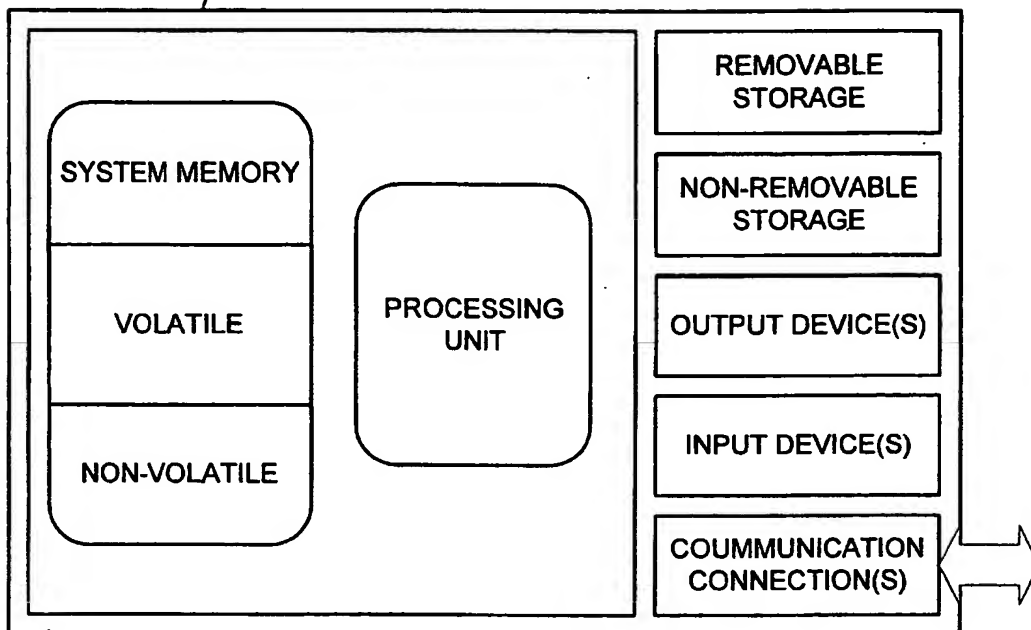 SYSTEM MEMORY
VOLATILE
NON-VOLATILE
PROCESSING
UNIT
REMOVABLE
STORAGE
NON-REMOVABLE
STORAGE
OUTPUT DEVICE(S)
INPUT DEVICE(S)
COUMMUNICATION
CONNECTION(S)